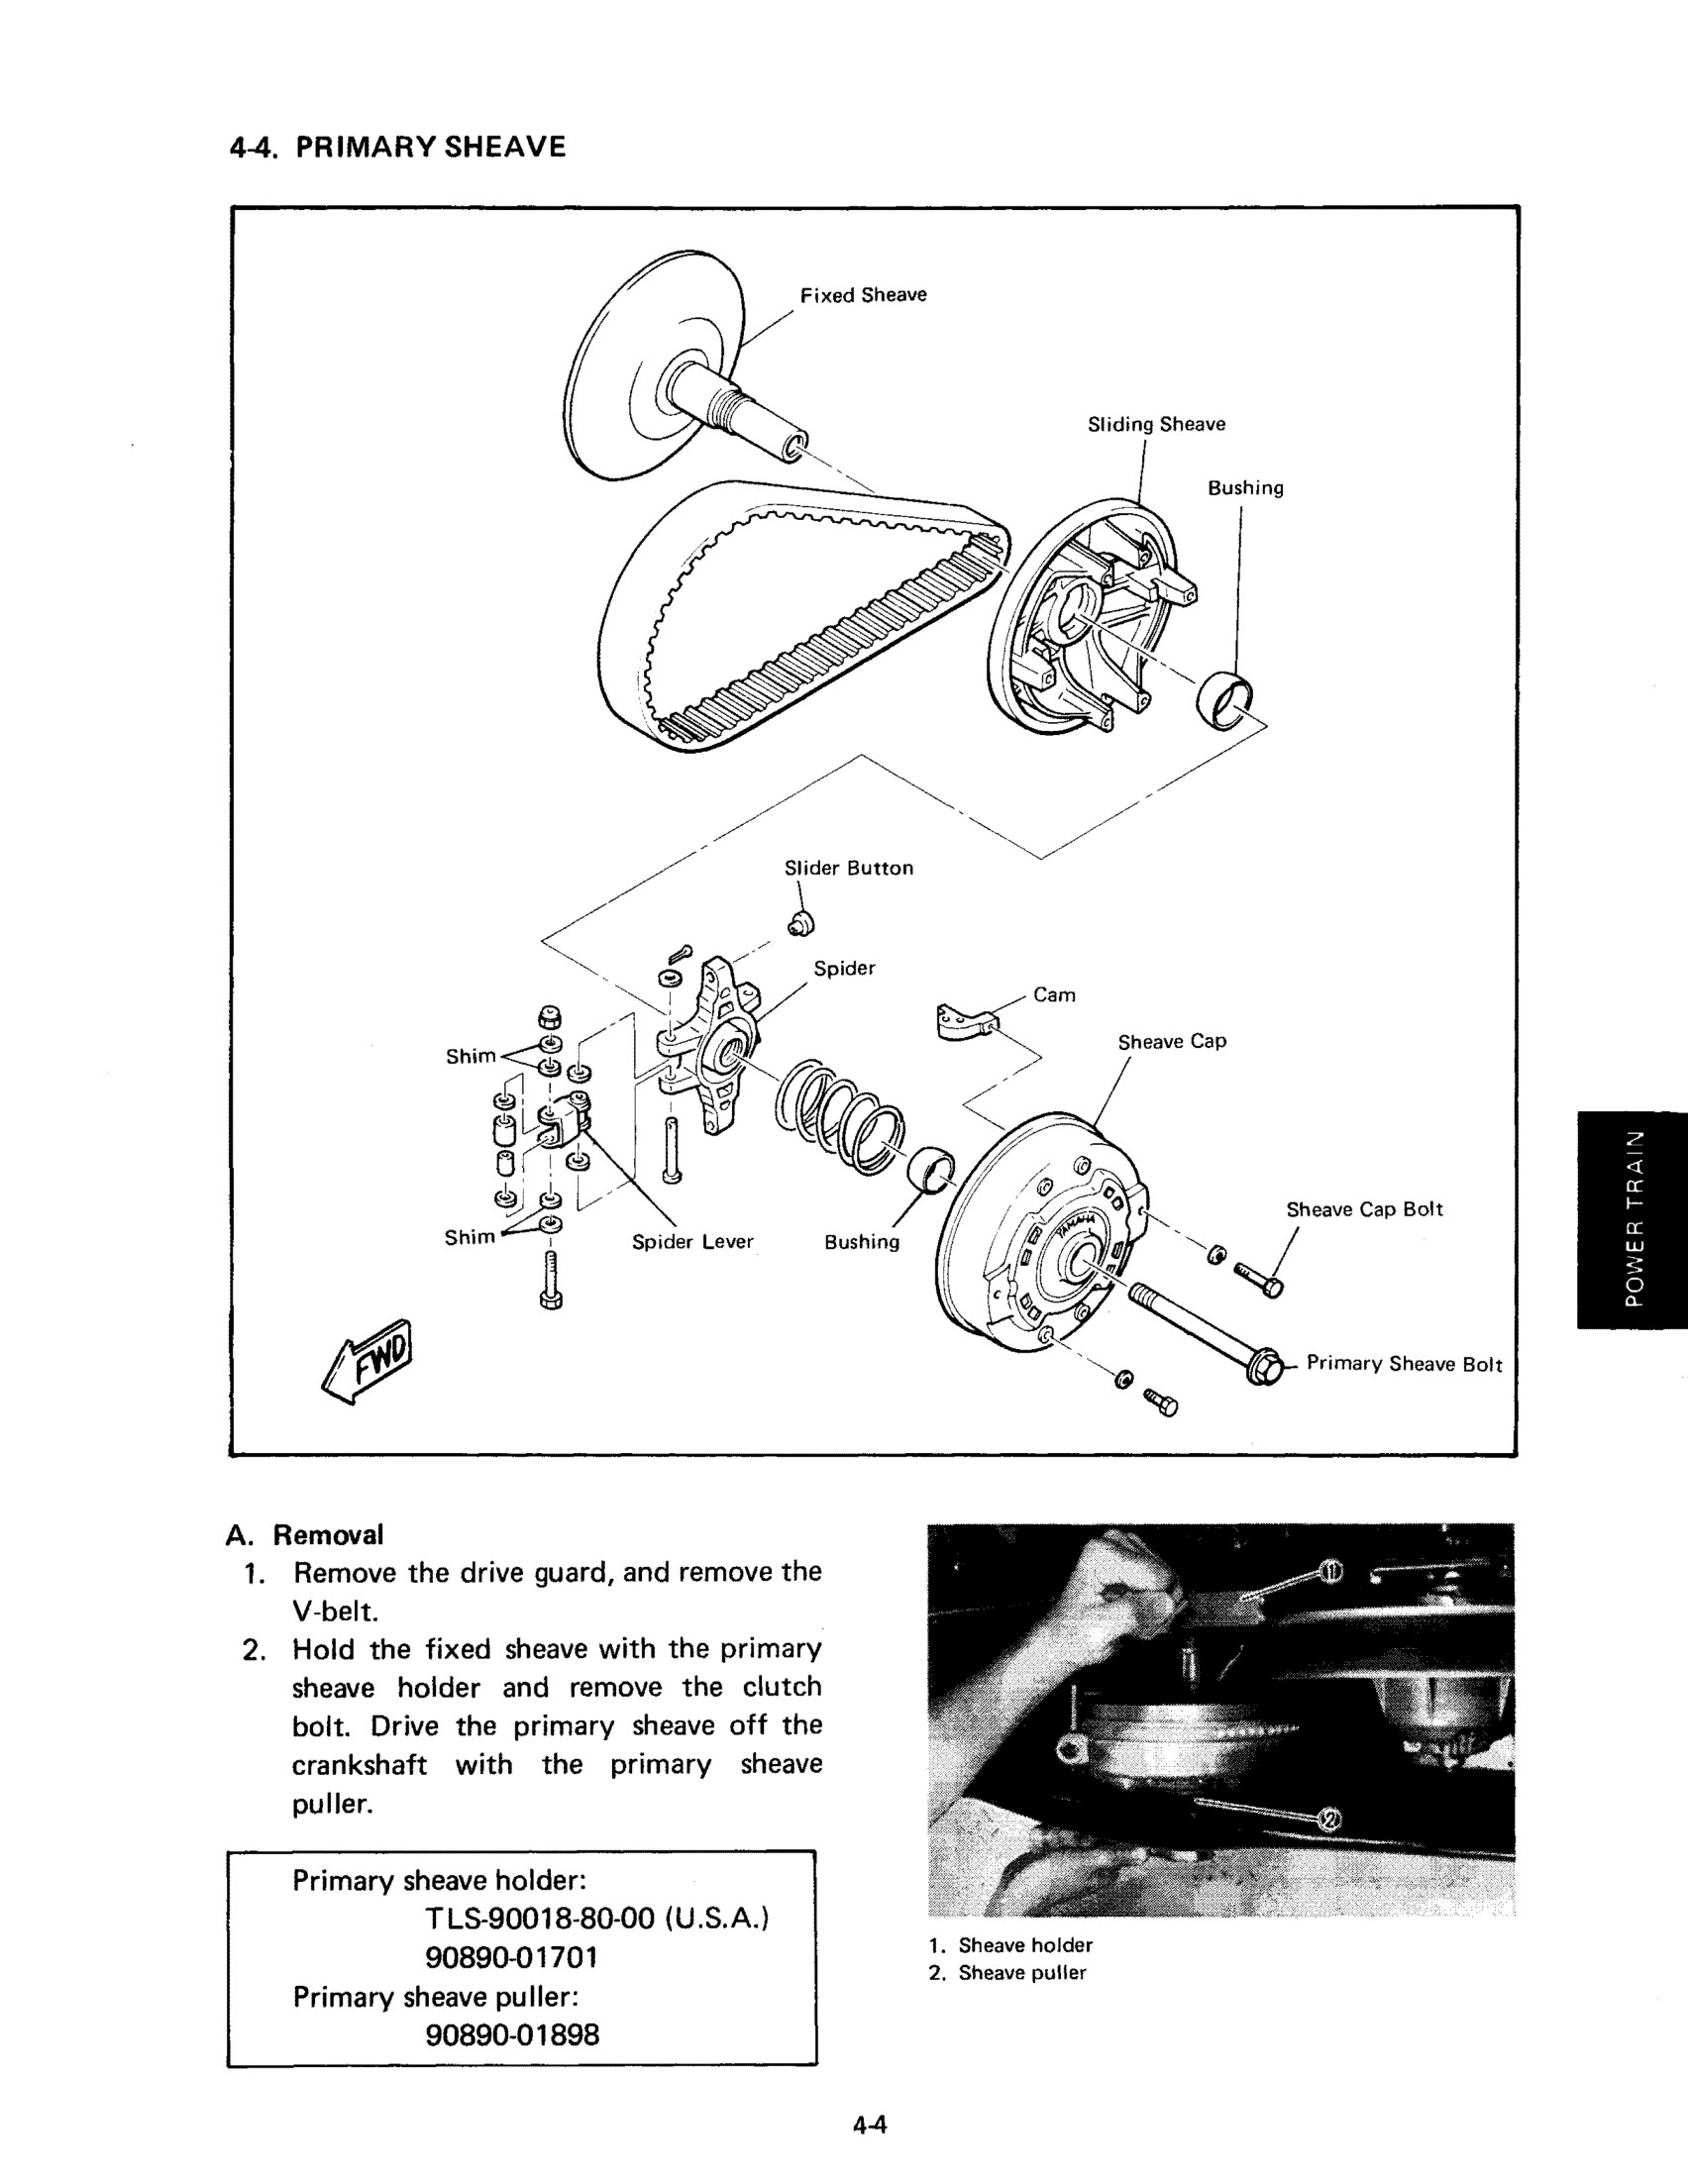 4-4. PRIMARY SHEAVE
Fixed Sheave
Sliding Sheave
Bushing
Slider Button
Spider
Cam
Shim
Sheave Cap
YAMAHA
Sheave Cap Bolt
Shim
Spider Lever
Bushing
FWD
Primary Sheave Bolt
POWER TRAIN
A. Removal
1. Remove the drive guard, and remove the
V-belt.
2. Hold the fixed sheave with the primary
sheave holder and remove the clutch
bolt. Drive the primary sheave off the
crankshaft with the primary sheave
puller.
Primary sheave holder:
TLS-90018-80-00 (U.S.A.)
90890-01701
Primary sheave puller:
90890-01898
1
2
1. Sheave holder
2. Sheave puller
4-4